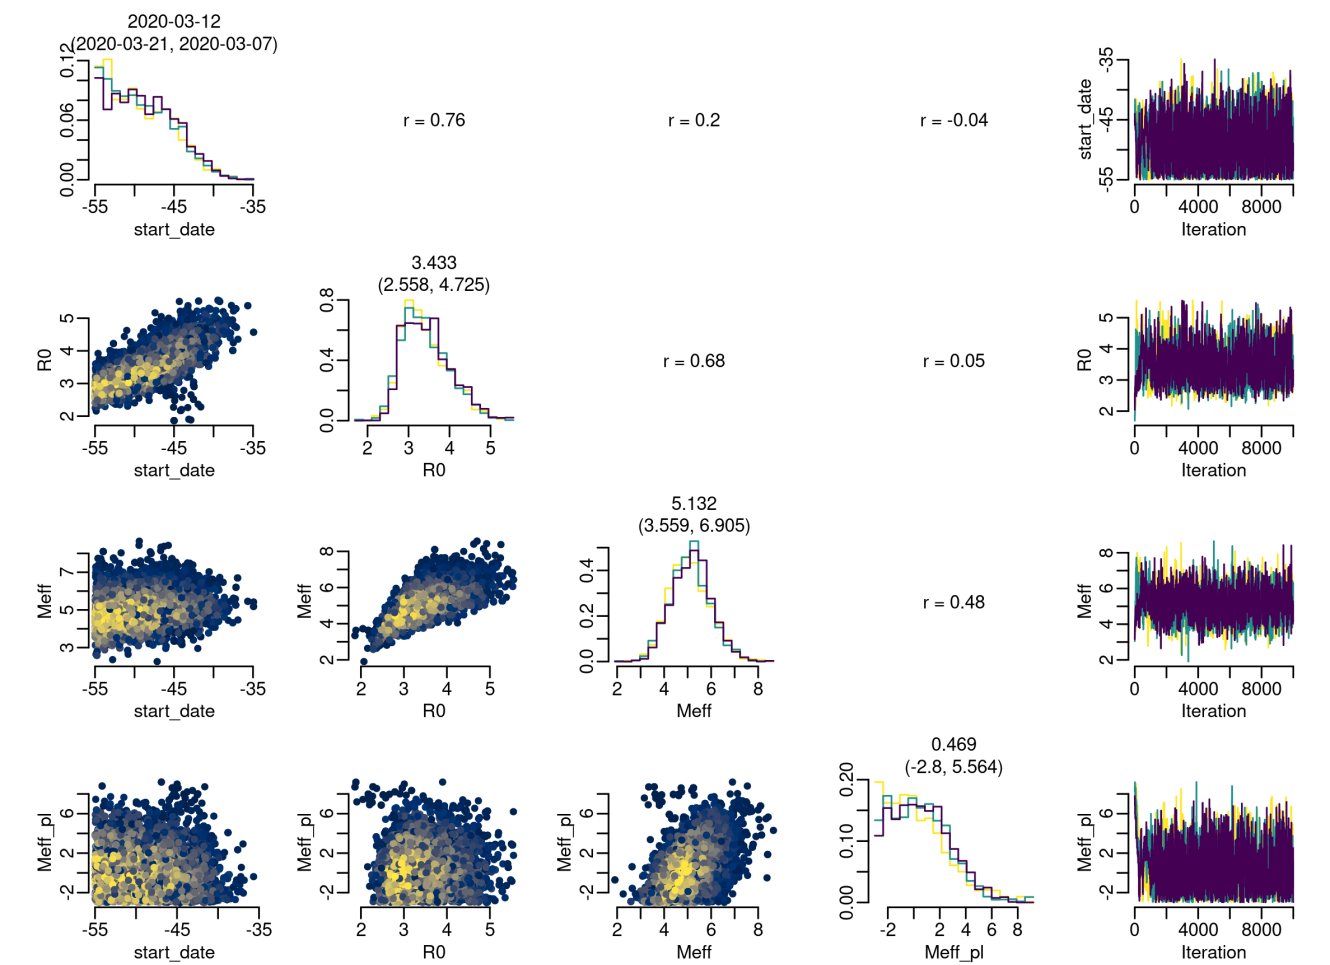 2020-03-12
(2020-03-21, 2020-03-07)
0.00 0.06 0.12
-55 -45 -35
start_date
r = 0.76
r = 0.2
r = -0.04
start_date
-55 -45 -35
0 4000 8000
Iteration
R0
2 3 4 5
-55 -45 -35
start_date
3.433
(2.558, 4.725)
0.0 0.4 0.8
2 3 4 5
R0
r = 0.68
r = 0.05
R0
2 3 4 5
0 4000 8000
Iteration
Meff
3 5 7
-55 -45 -35
start_date
Meff
2 4 6 8
2 3 4 5
R0
5.132
(3.559, 6.905)
0.0 0.2 0.4
2 4 6 8
Meff
r = 0.48
Meff
2 4 6 8
0 4000 8000
Iteration
Meff_pl
-2 2 6
-55 -45 -35
start_date
Meff_pl
-2 2 6
2 3 4 5
R0
Meff_pl
-2 2 6
2 4 6 8
Meff
0.469
(-2.8, 5.564)
0.00 0.10 0.20
-2 2 4 6 8
Meff_pl
Meff_pl
-2 2 6
0 4000 8000
Iteration